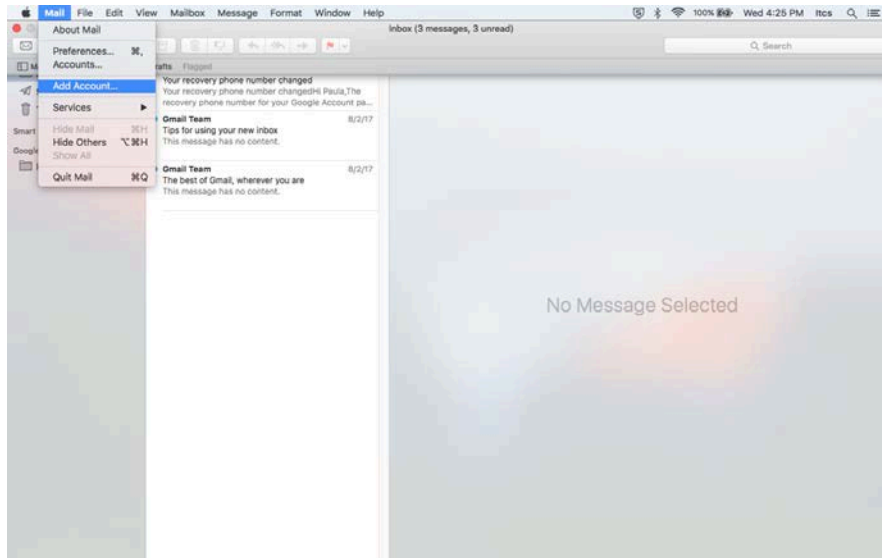 Mail File Edit View Mailbox Message Format Window Help 100% Wed 4:25 PM itcs
Inbox (3 messages, 3 unread)
Search
Flagged
About Mail
Preferences... ⌘,
Accounts...
Add Account...
Services
Hide Mail ⌘H
Hide Others ⌥⌘H
Show All
Quit Mail ⌘Q
Smart
Your recovery phone number changed
Your recovery phone number changedHi Paula,The
recovery phone number for your Google Account pa...
Gmail Team 8/2/17
Tips for using your new inbox
This message has no content.
Gmail Team 8/2/17
The best of Gmail, wherever you are
This message has no content.
No Message Selected